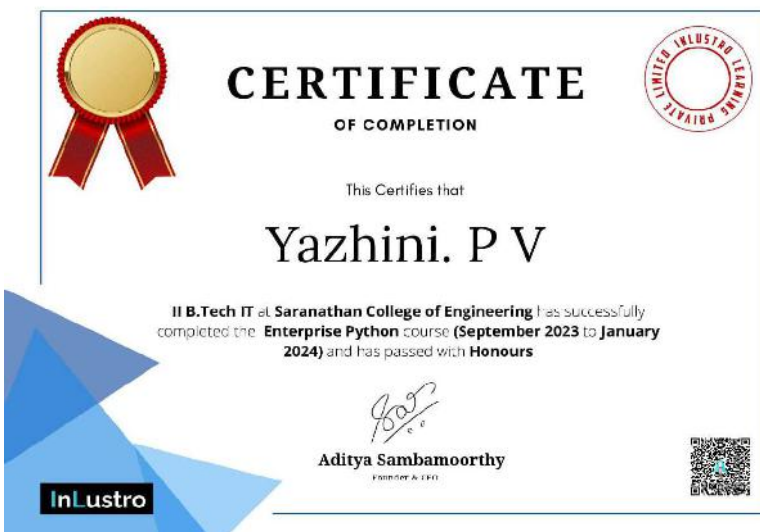 CERTIFICATE
OF COMPLETION
INLUSTRO LEARNING PRIVATE LIMITED
This Certifies that
Yazhini. P V
II B.Tech IT at Saranathan College of Engineering has successfully
completed the Enterprise Python course (September 2023 to January
2024) and has passed with Honours
Aditya Sambamoorthy
Founder & CEO
InLustro